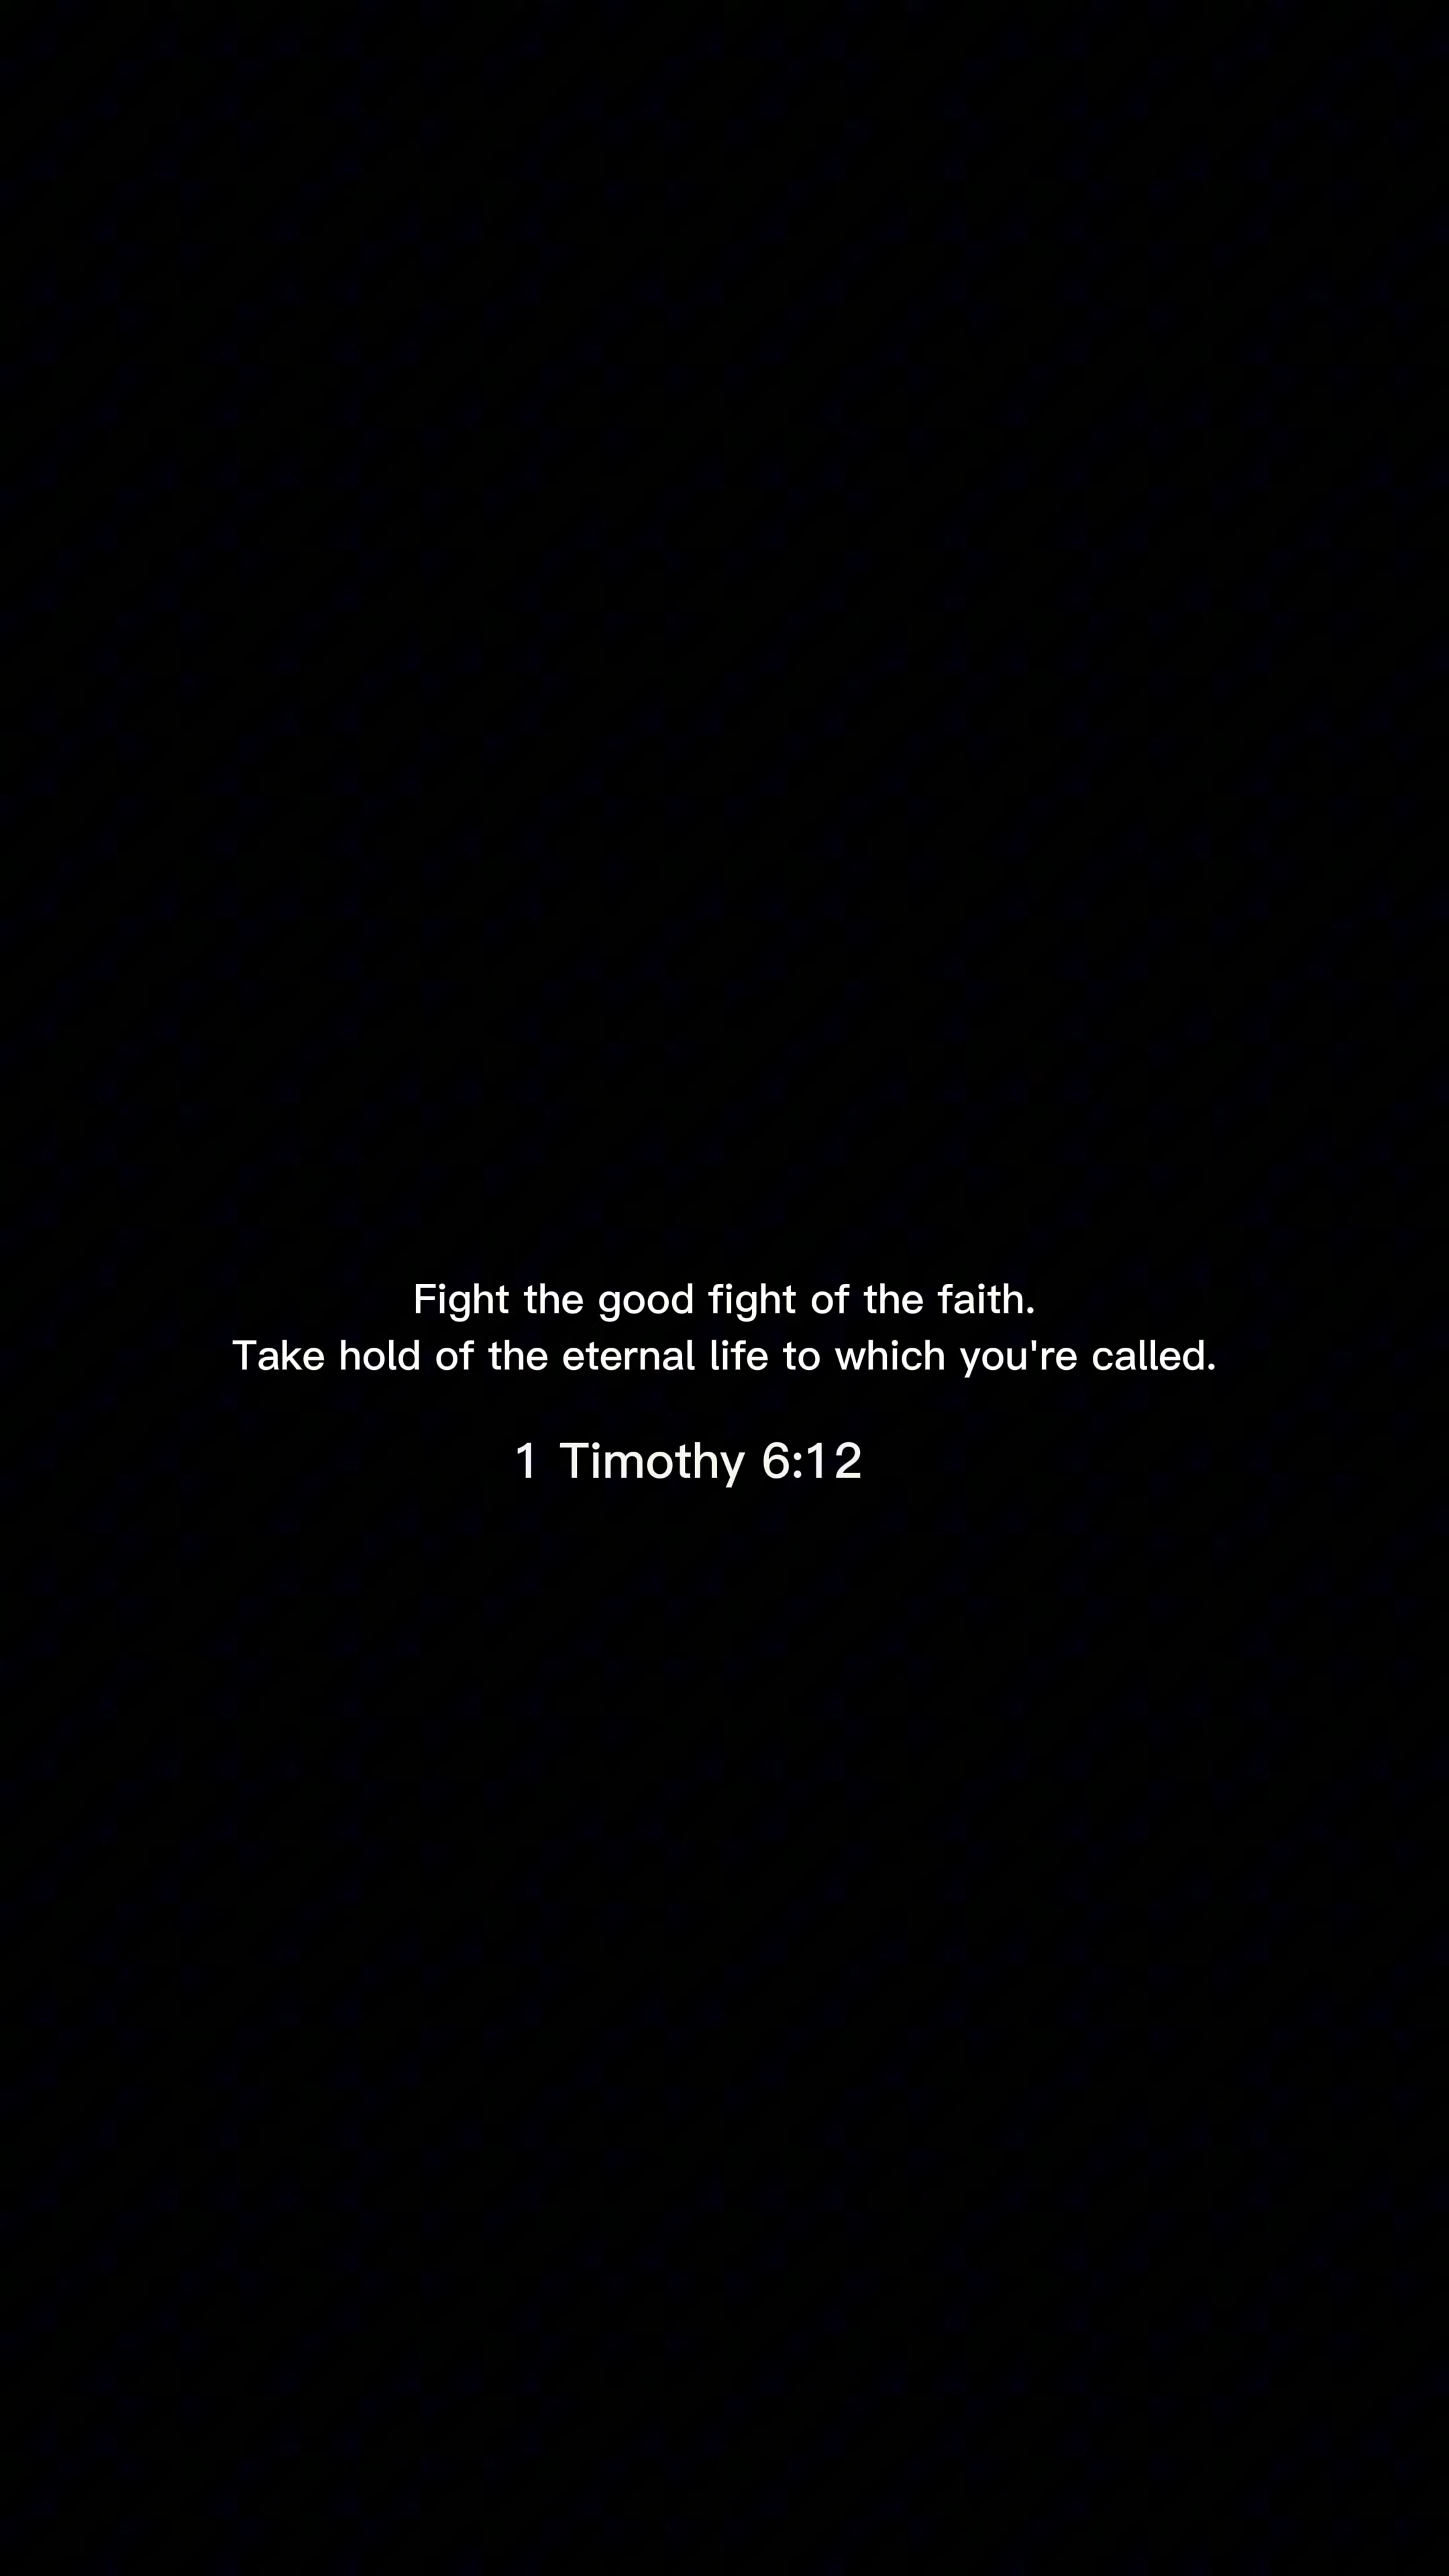 Fight the good fight of the faith.
Take hold of the eternal life to which you're called.
1 Timothy 6:12